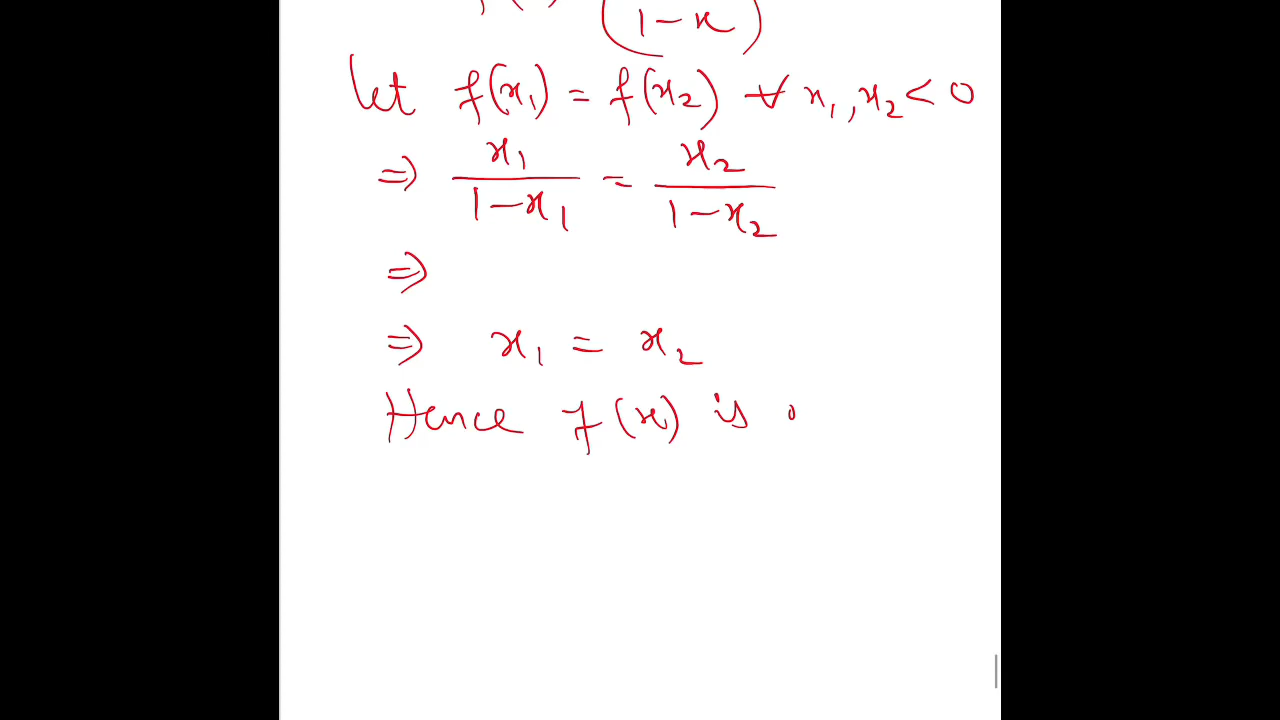 1 - x
Let f(x₁) = f(x₂) ∀ x₁, x₂ < 0
⇒ x₁/(1 - x₁) = x₂/(1 - x₂)
⇒
⇒ x₁ = x₂
Hence f(x) is